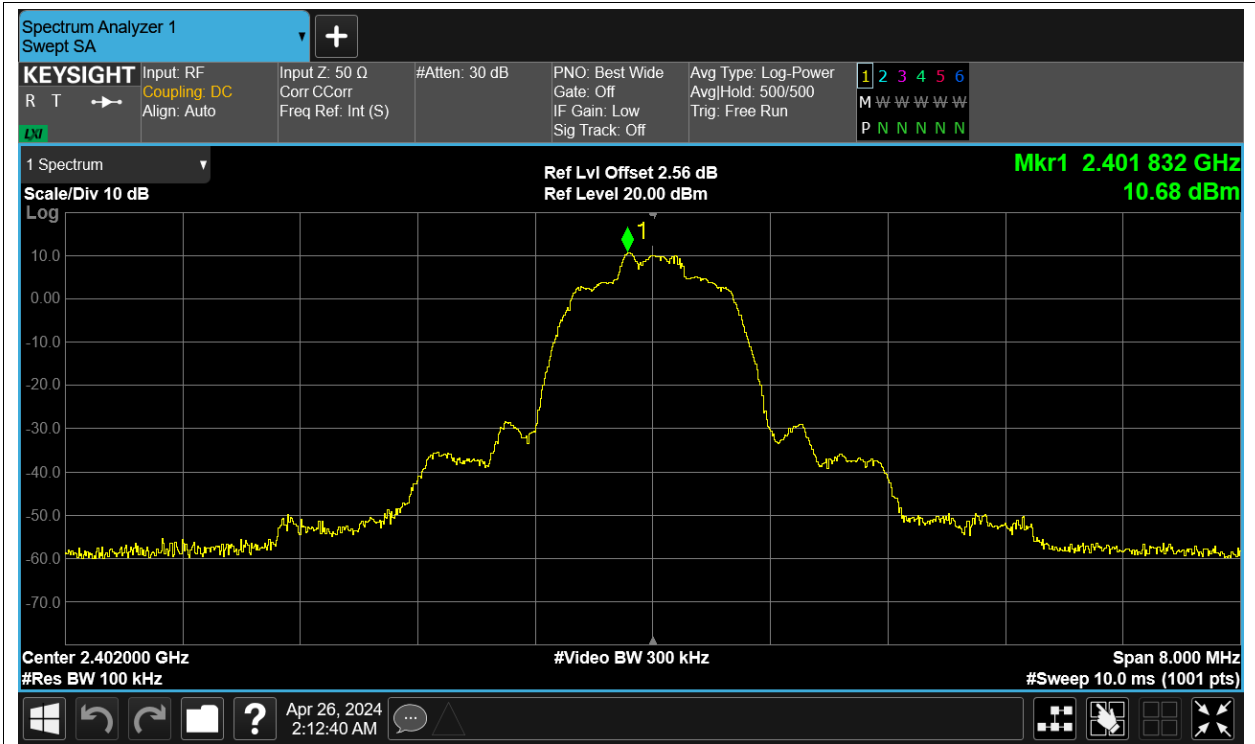 Spectrum Analyzer 1
Swept SA
+
KEYSIGHT
R T
LXI
Input: RF
Coupling: DC
Align: Auto
Input Z: 50 Ω
Corr CCorr
Freq Ref: Int (S)
#Atten: 30 dB
PNO: Best Wide
Gate: Off
IF Gain: Low
Sig Track: Off
Avg Type: Log-Power
Avg|Hold: 500/500
Trig: Free Run
1 2 3 4 5 6
M W W W W W
P N N N N N
1 Spectrum
Scale/Div 10 dB
Log
Ref Lvl Offset 2.56 dB
Ref Level 20.00 dBm
Mkr1 2.401 832 GHz
10.68 dBm
1
10.0
0.00
-10.0
-20.0
-30.0
-40.0
-50.0
-60.0
-70.0
Center 2.402000 GHz
#Res BW 100 kHz
#Video BW 300 kHz
Span 8.000 MHz
#Sweep 10.0 ms (1001 pts)
?
Apr 26, 2024
2:12:40 AM